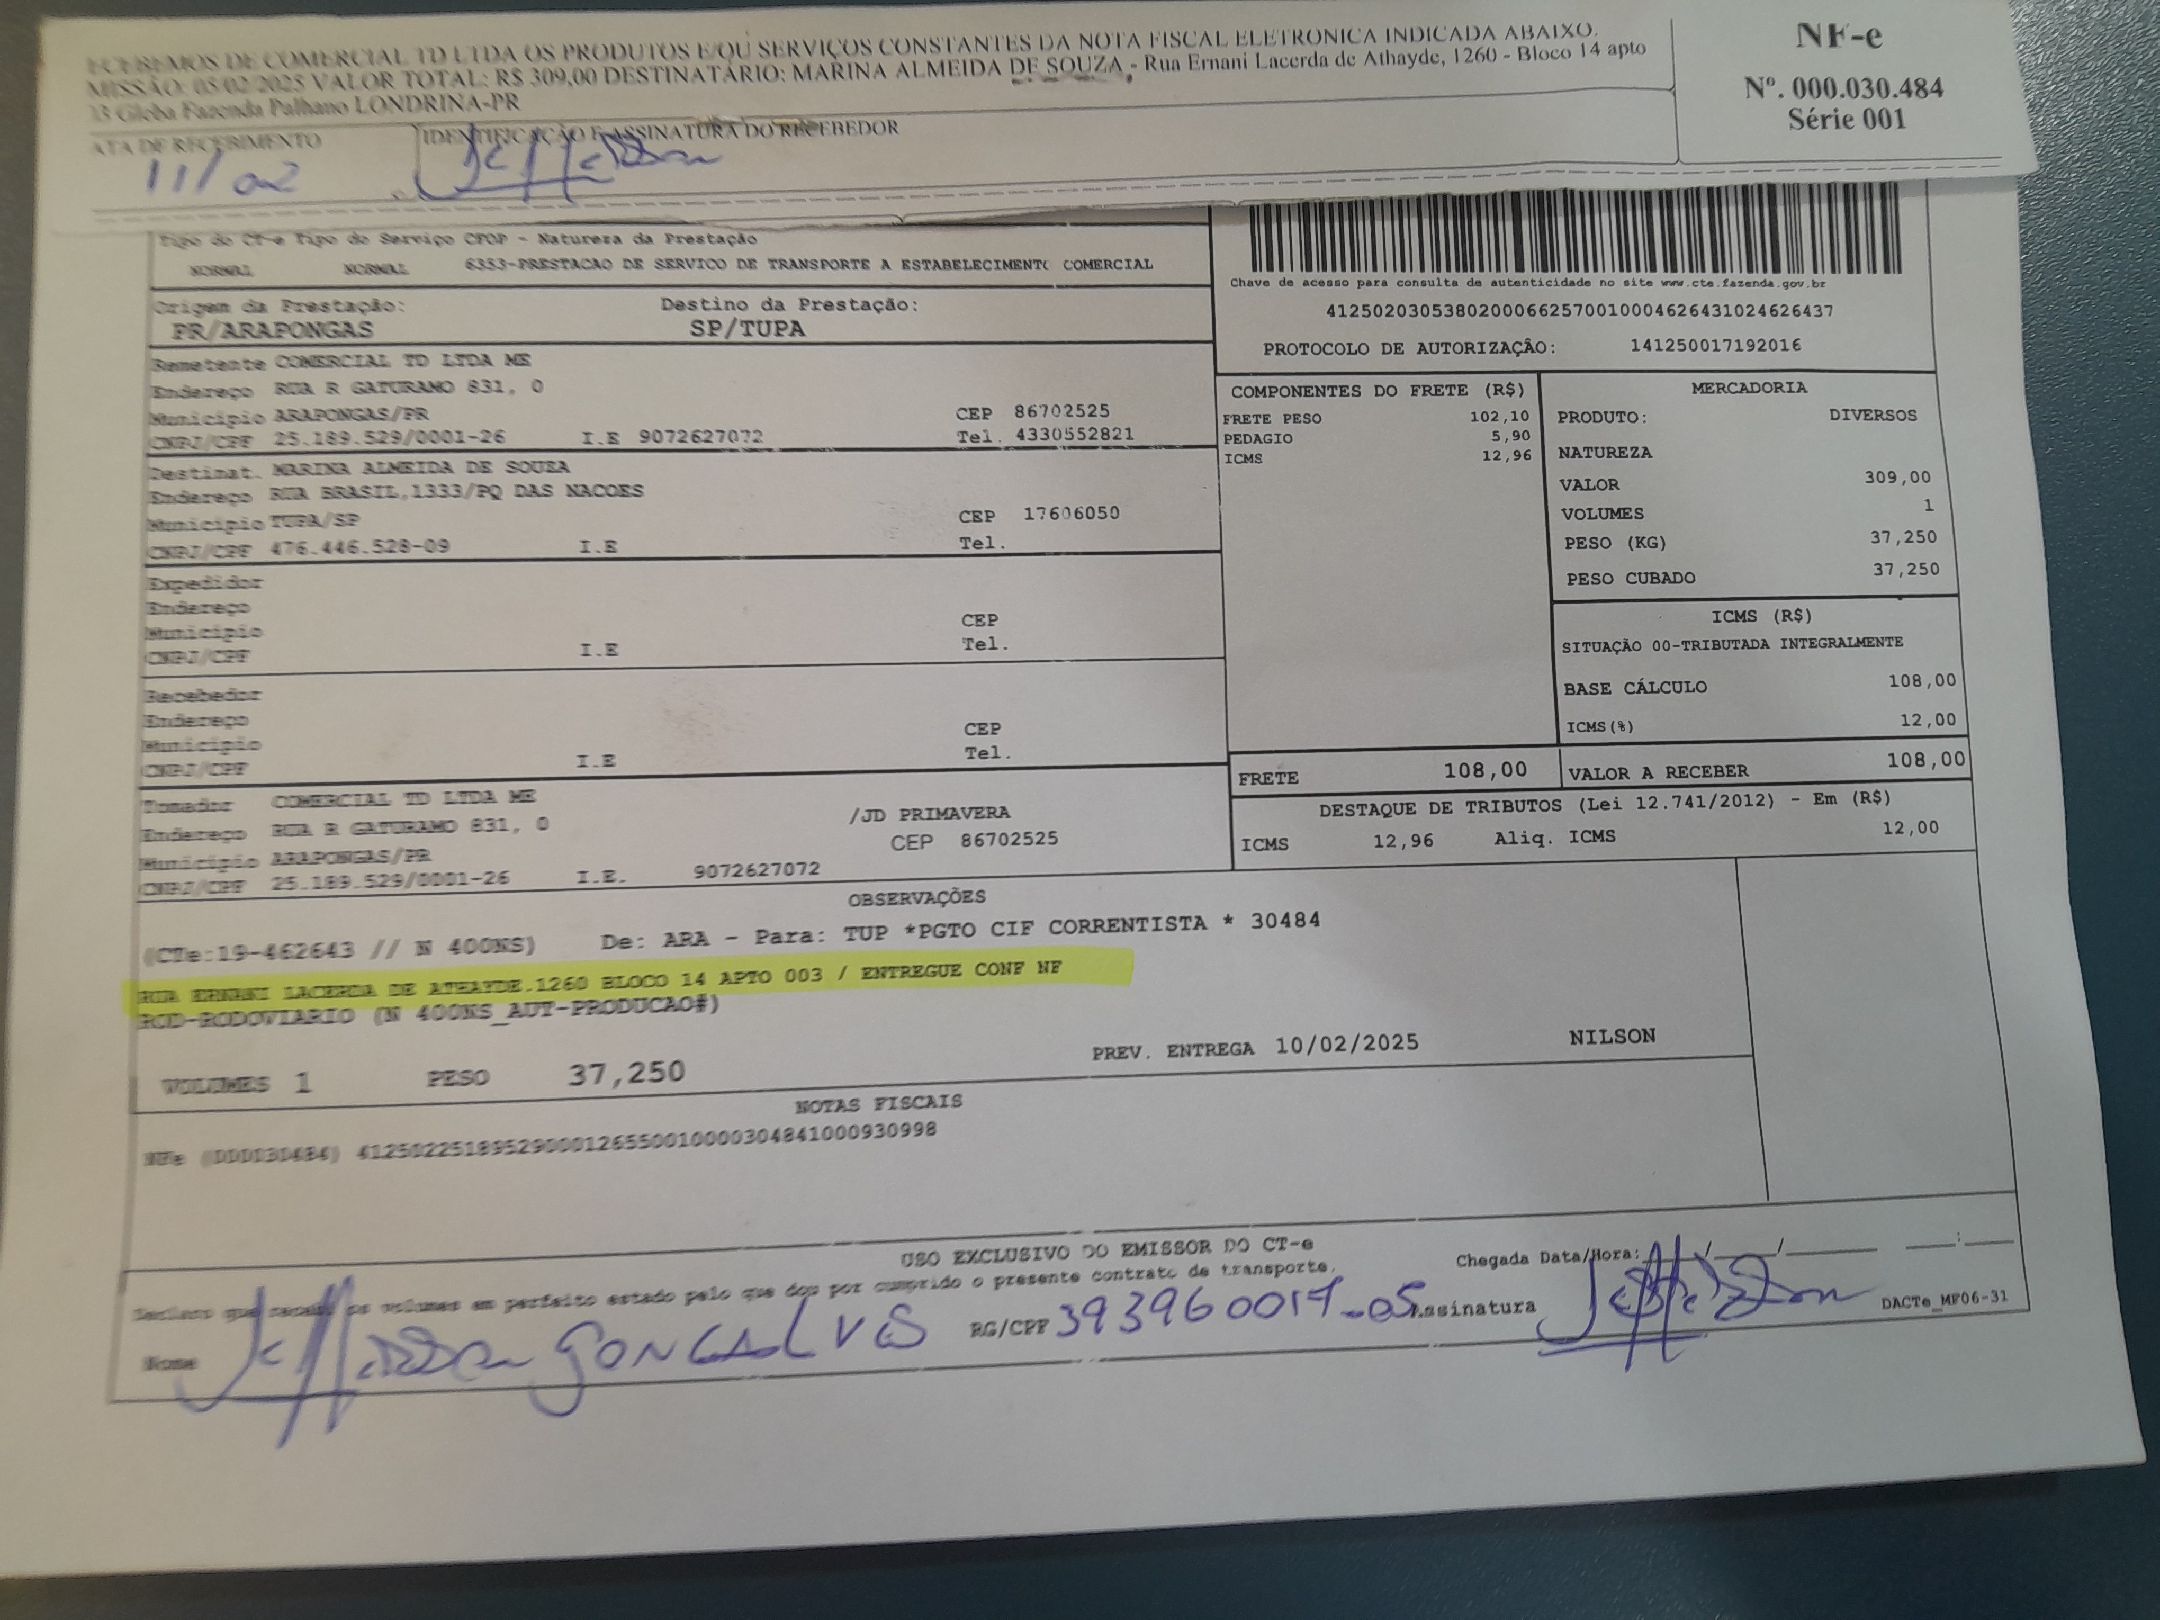 ECEBEMOS DE COMERCIAL TD LTDA OS PRODUTOS E/OU SERVIÇOS CONSTANTES DA NOTA FISCAL ELETRONICA INDICADA ABAIXO.
MISSÃO: 05/02/2025 VALOR TOTAL: R$ 309,00 DESTINATÁRIO: MARINA ALMEIDA DE SOUZA - Rua Ernani Lacerda de Athayde, 1260 - Bloco 14 apto
Gleba Fazenda Palhano LONDRINA-PR
ATA DE RECEBIMENTO IDENTIFICAÇÃO E ASSINATURA DO RECEBEDOR
11/02
NF-e
Nº. 000.030.484
Série 001
Tipo do CT-e Tipo do Serviço CFOP - Natureza da Prestação
NORMAL NORMAL 6353-PRESTACAO DE SERVICO DE TRANSPORTE A ESTABELECIMENTO COMERCIAL
Origem da Prestação: Destino da Prestação:
PR/ARAPONGAS SP/TUPA
Remetente COMERCIAL TD LTDA ME
Endereço RUA R GATURAMO 831, 0
Municipio ARAPONGAS/PR CEP 86702525
CNPJ/CPF 25.189.529/0001-26 I.E 9072627072 Tel. 4330552821
Destinat. MARINA ALMEIDA DE SOUZA
Endereço RUA BRASIL,1333/PQ DAS NACOES
Municipio TUPA/SP CEP 17606050
CNPJ/CPF 476.446.528-09 I.E Tel.
Expedidor
Endereço
Municipio CEP
CNPJ/CPF I.E Tel.
Recebedor
Endereço
Municipio CEP
CNPJ/CPF I.E Tel.
Tomador COMERCIAL TD LTDA ME
Endereço RUA R GATURAMO 831, 0 /JD PRIMAVERA
Municipio ARAPONGAS/PR CEP 86702525
CNPJ/CPF 25.189.529/0001-26 I.E. 9072627072
Chave de acesso para consulta de autenticidade no site www.cte.fazenda.gov.br
41250203053802000662570010004626431024626437
PROTOCOLO DE AUTORIZAÇÃO: 141250017192016
COMPONENTES DO FRETE (R$)
FRETE PESO 102,10
PEDAGIO 5,90
ICMS 12,96
MERCADORIA
PRODUTO: DIVERSOS
NATUREZA
VALOR 309,00
VOLUMES 1
PESO (KG) 37,250
PESO CUBADO 37,250
ICMS (R$)
SITUAÇÃO 00-TRIBUTADA INTEGRALMENTE
BASE CÁLCULO 108,00
ICMS(%) 12,00
FRETE 108,00 VALOR A RECEBER 108,00
DESTAQUE DE TRIBUTOS (Lei 12.741/2012) - Em (R$)
ICMS 12,96 Aliq. ICMS 12,00
OBSERVAÇÕES
(CTe:19-462643 // N 400NS) De: ARA - Para: TUP *PGTO CIF CORRENTISTA * 30484
RUA ERNANI LACERDA DE ATHAYDE.1260 BLOCO 14 APTO 003 / ENTREGUE CONF NF
ROD-RODOVIARIO (N 400NS_AUT-PRODUCAO#)
VOLUMES 1 PESO 37,250 PREV. ENTREGA 10/02/2025 NILSON
NOTAS FISCAIS
NFe (000030484) 41250225189529000126550010000304841000930998
USO EXCLUSIVO DO EMISSOR DO CT-e
Declaro que recebi os volumes em perfeito estado pelo que dou por cumprido o presente contrato de transporte.
Chegada Data/Hora: / / :
Nome Jefferson GONCALVES RG/CPF 393960019-05 Assinatura Jefferson DACTe_MF06-31